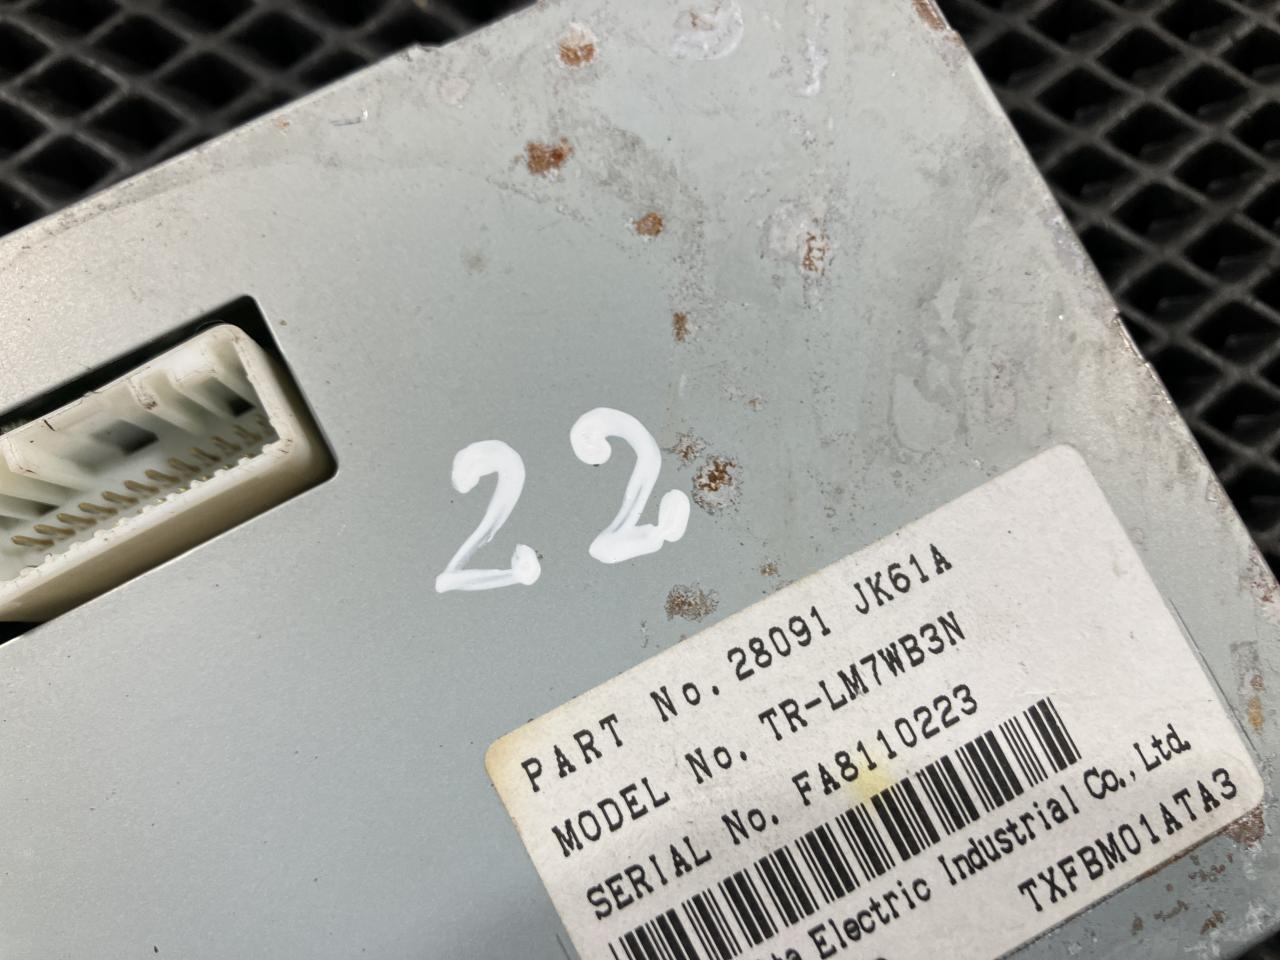 22
PART No. 28091 JK61A
MODEL No. TR-LM7WB3N
SERIAL No. FA8110223
Electric Industrial Co., Ltd.
TXFBM01ATA3